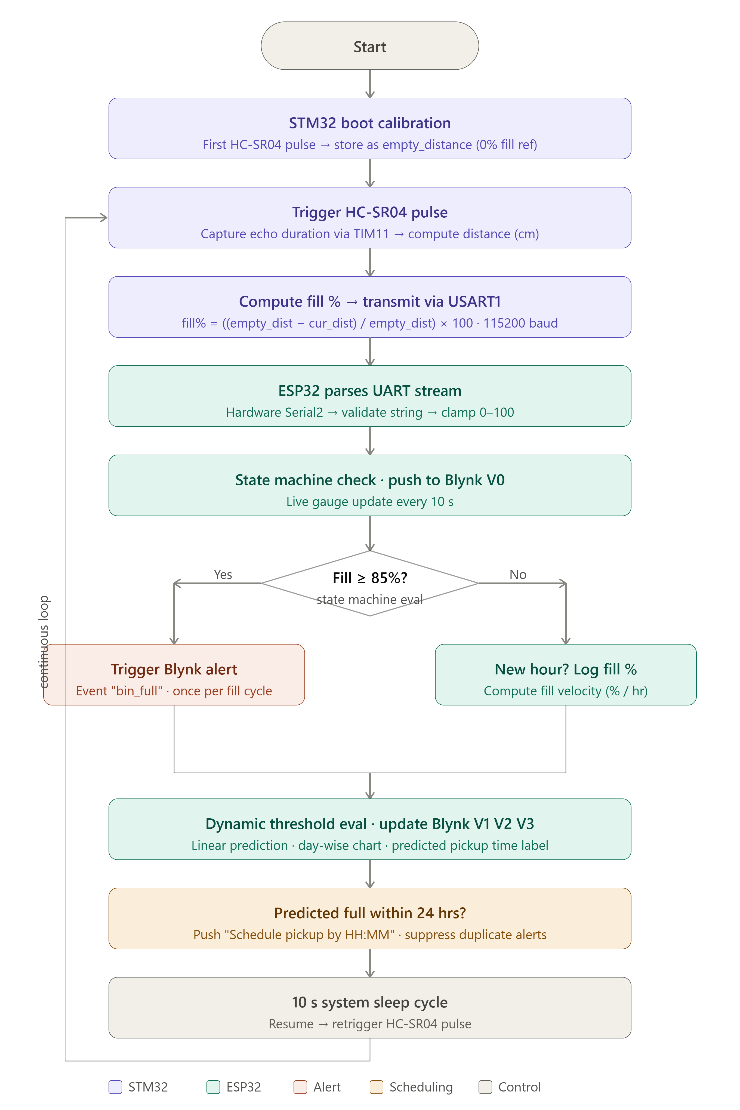 Start
STM32 boot calibration
First HC-SR04 pulse → store as empty_distance (0% fill ref)
Trigger HC-SR04 pulse
Capture echo duration via TIM11 → compute distance (cm)
Compute fill % → transmit via USART1
fill% = ((empty_dist − cur_dist) / empty_dist) × 100 · 115200 baud
ESP32 parses UART stream
Hardware Serial2 → validate string → clamp 0–100
State machine check · push to Blynk V0
Live gauge update every 10 s
Fill ≥ 85%?
state machine eval
Yes
No
Trigger Blynk alert
Event "bin_full" · once per fill cycle
New hour? Log fill %
Compute fill velocity (% / hr)
continuous loop
Dynamic threshold eval · update Blynk V1 V2 V3
Linear prediction · day-wise chart · predicted pickup time label
Predicted full within 24 hrs?
Push "Schedule pickup by HH:MM" · suppress duplicate alerts
10 s system sleep cycle
Resume → retrigger HC-SR04 pulse
STM32
ESP32
Alert
Scheduling
Control